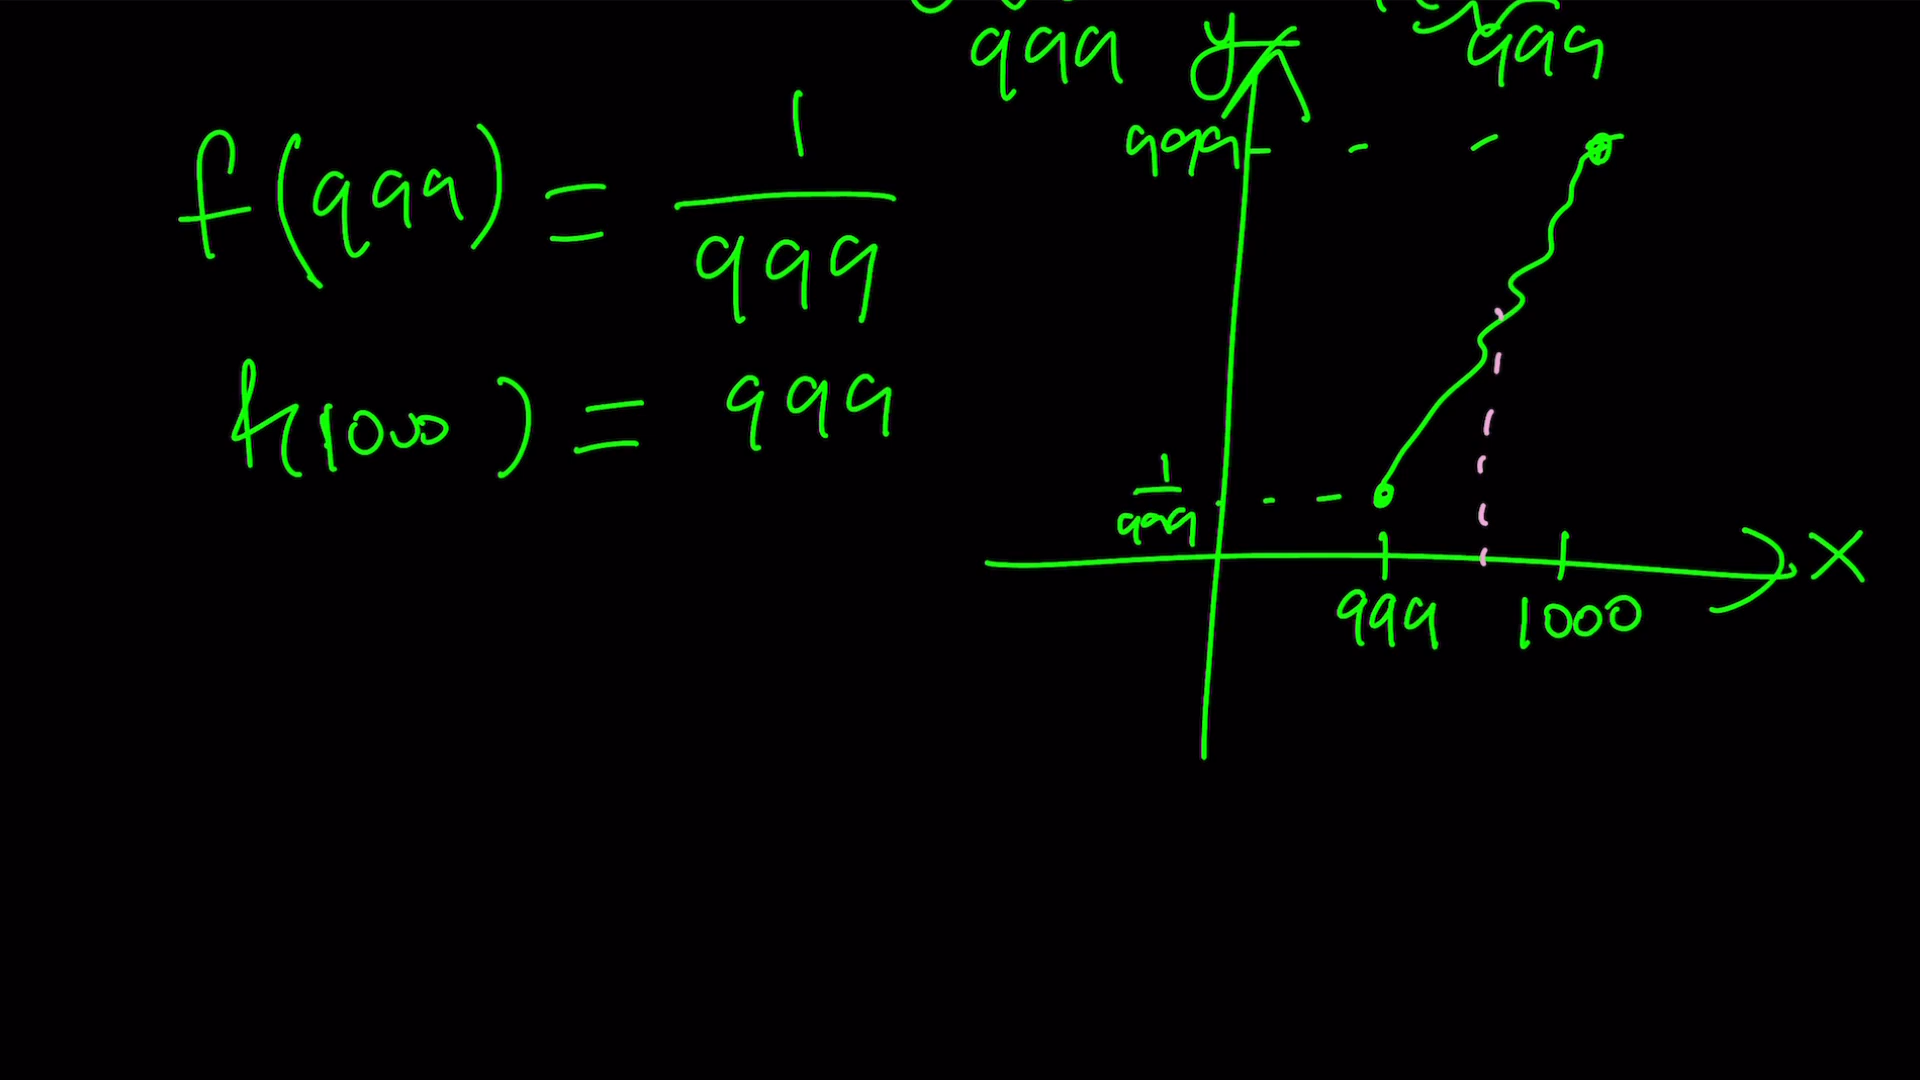 999 y 999
f(999) = 1/999
f(1000) = 999
999
1/999
x
999 1000